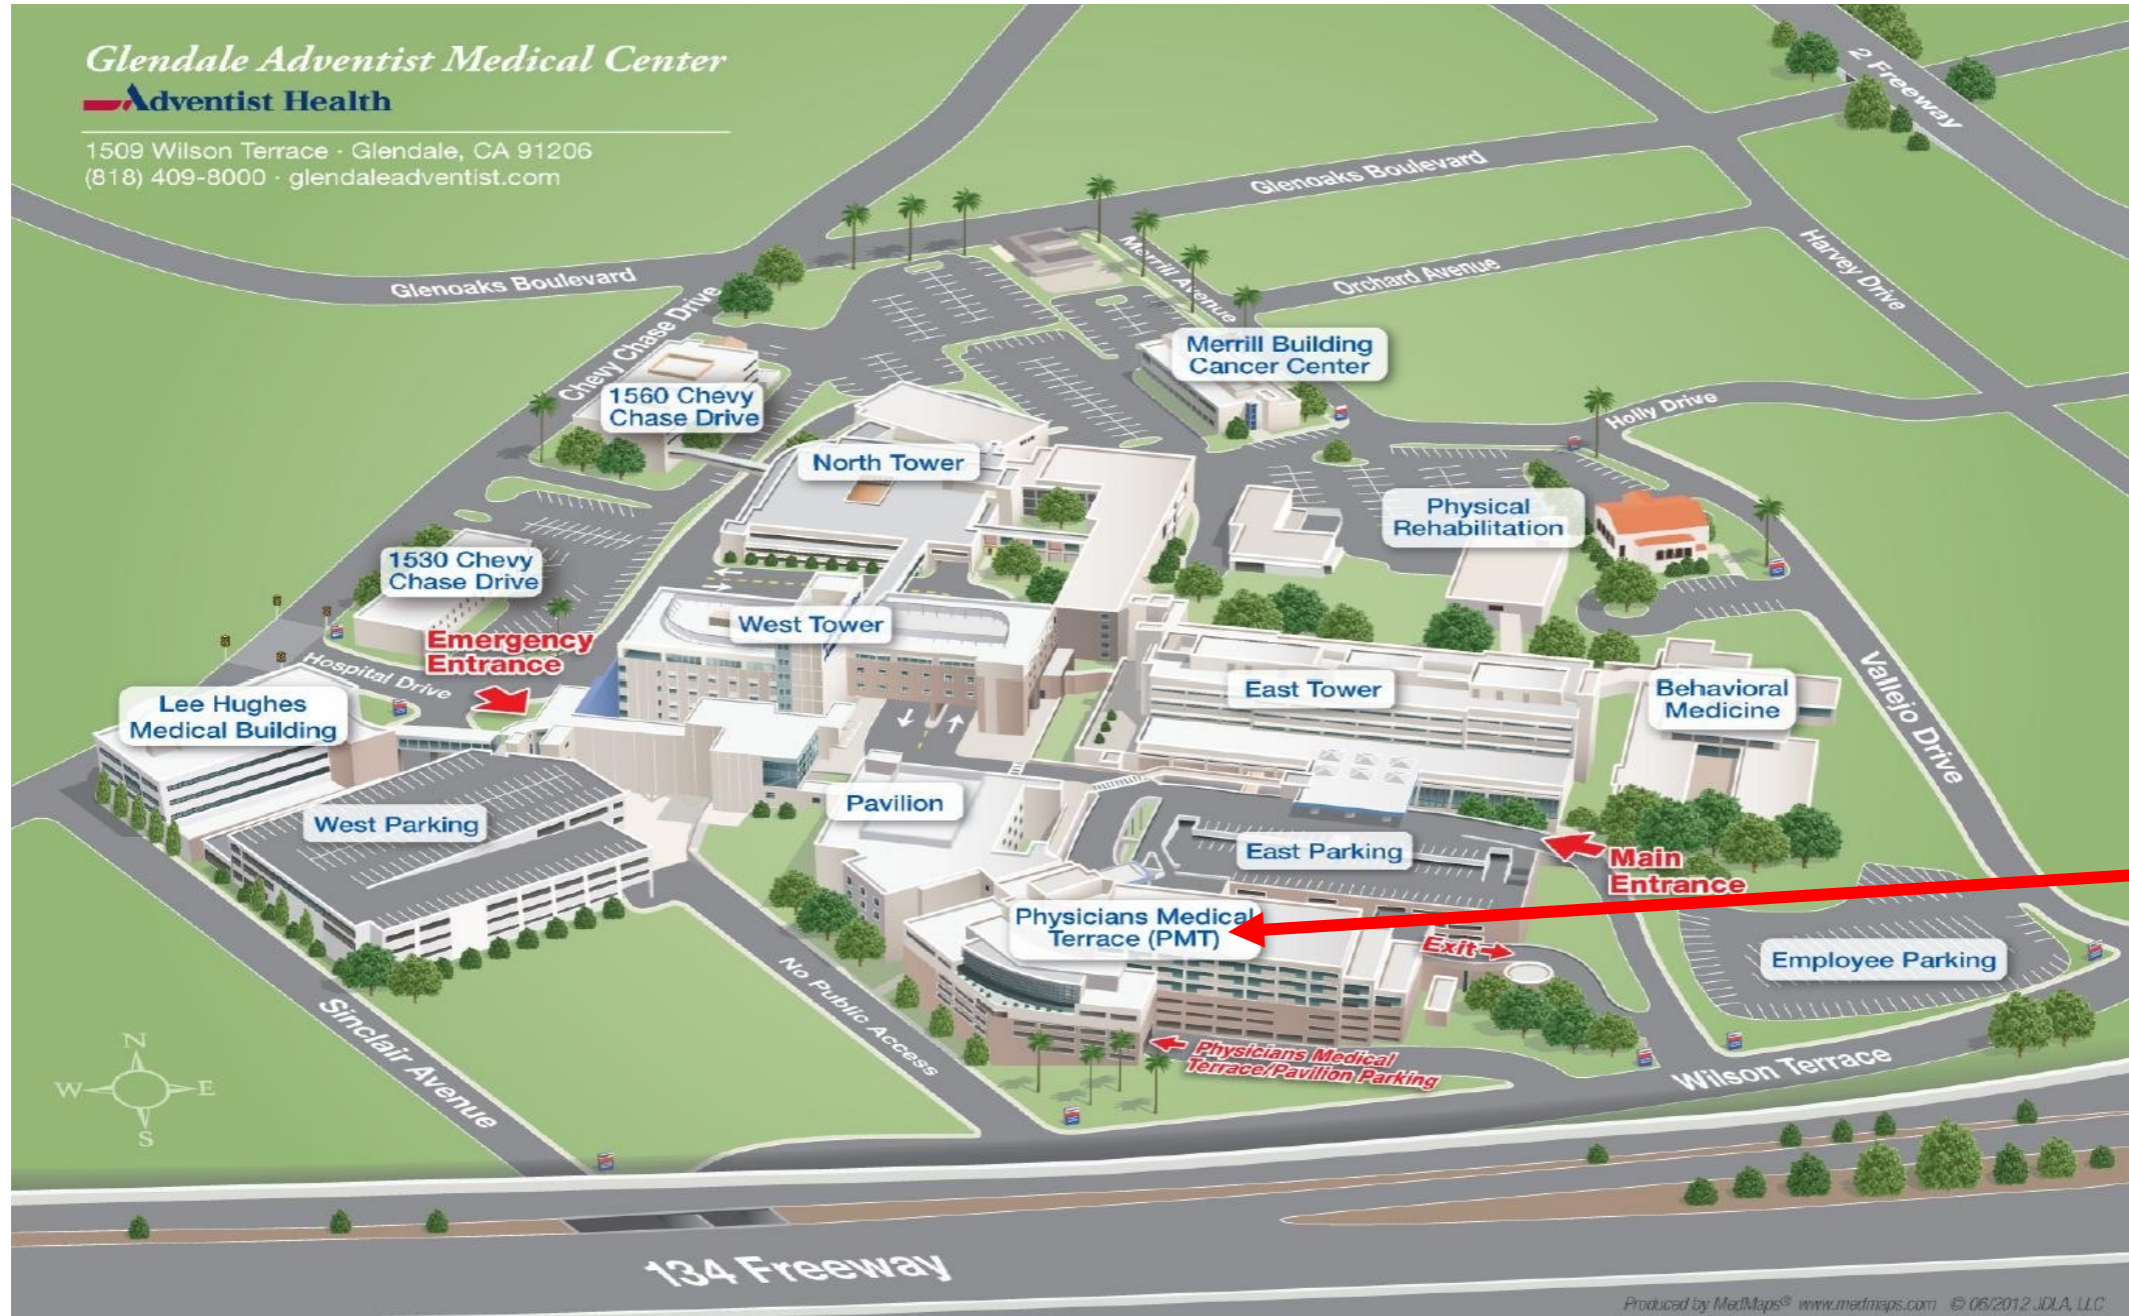 Glendale Adventist Medical Center
Adventist Health
1509 Wilson Terrace · Glendale, CA 91206
(818) 409-8000 · glendaleadventist.com
2 Freeway
Glenoaks Boulevard
Glenoaks Boulevard
Merrill Avenue
Orchard Avenue
Harvey Drive
Chevy Chase Drive
Merrill Building
Cancer Center
1560 Chevy
Chase Drive
Holly Drive
North Tower
Physical
Rehabilitation
1530 Chevy
Chase Drive
West Tower
Emergency
Entrance
Hospital Drive
East Tower
Behavioral
Medicine
Lee Hughes
Medical Building
Vallejo Drive
Pavilion
West Parking
East Parking
Main
Entrance
Physicians Medical
Terrace (PMT)
Exit
Employee Parking
No Public Access
Sinclair Avenue
Physicians Medical
Terrace/Pavilion Parking
Wilson Terrace
N
W E
S
134 Freeway
Produced by MedMaps® www.medmaps.com © 06/2012 JDLA, LLC